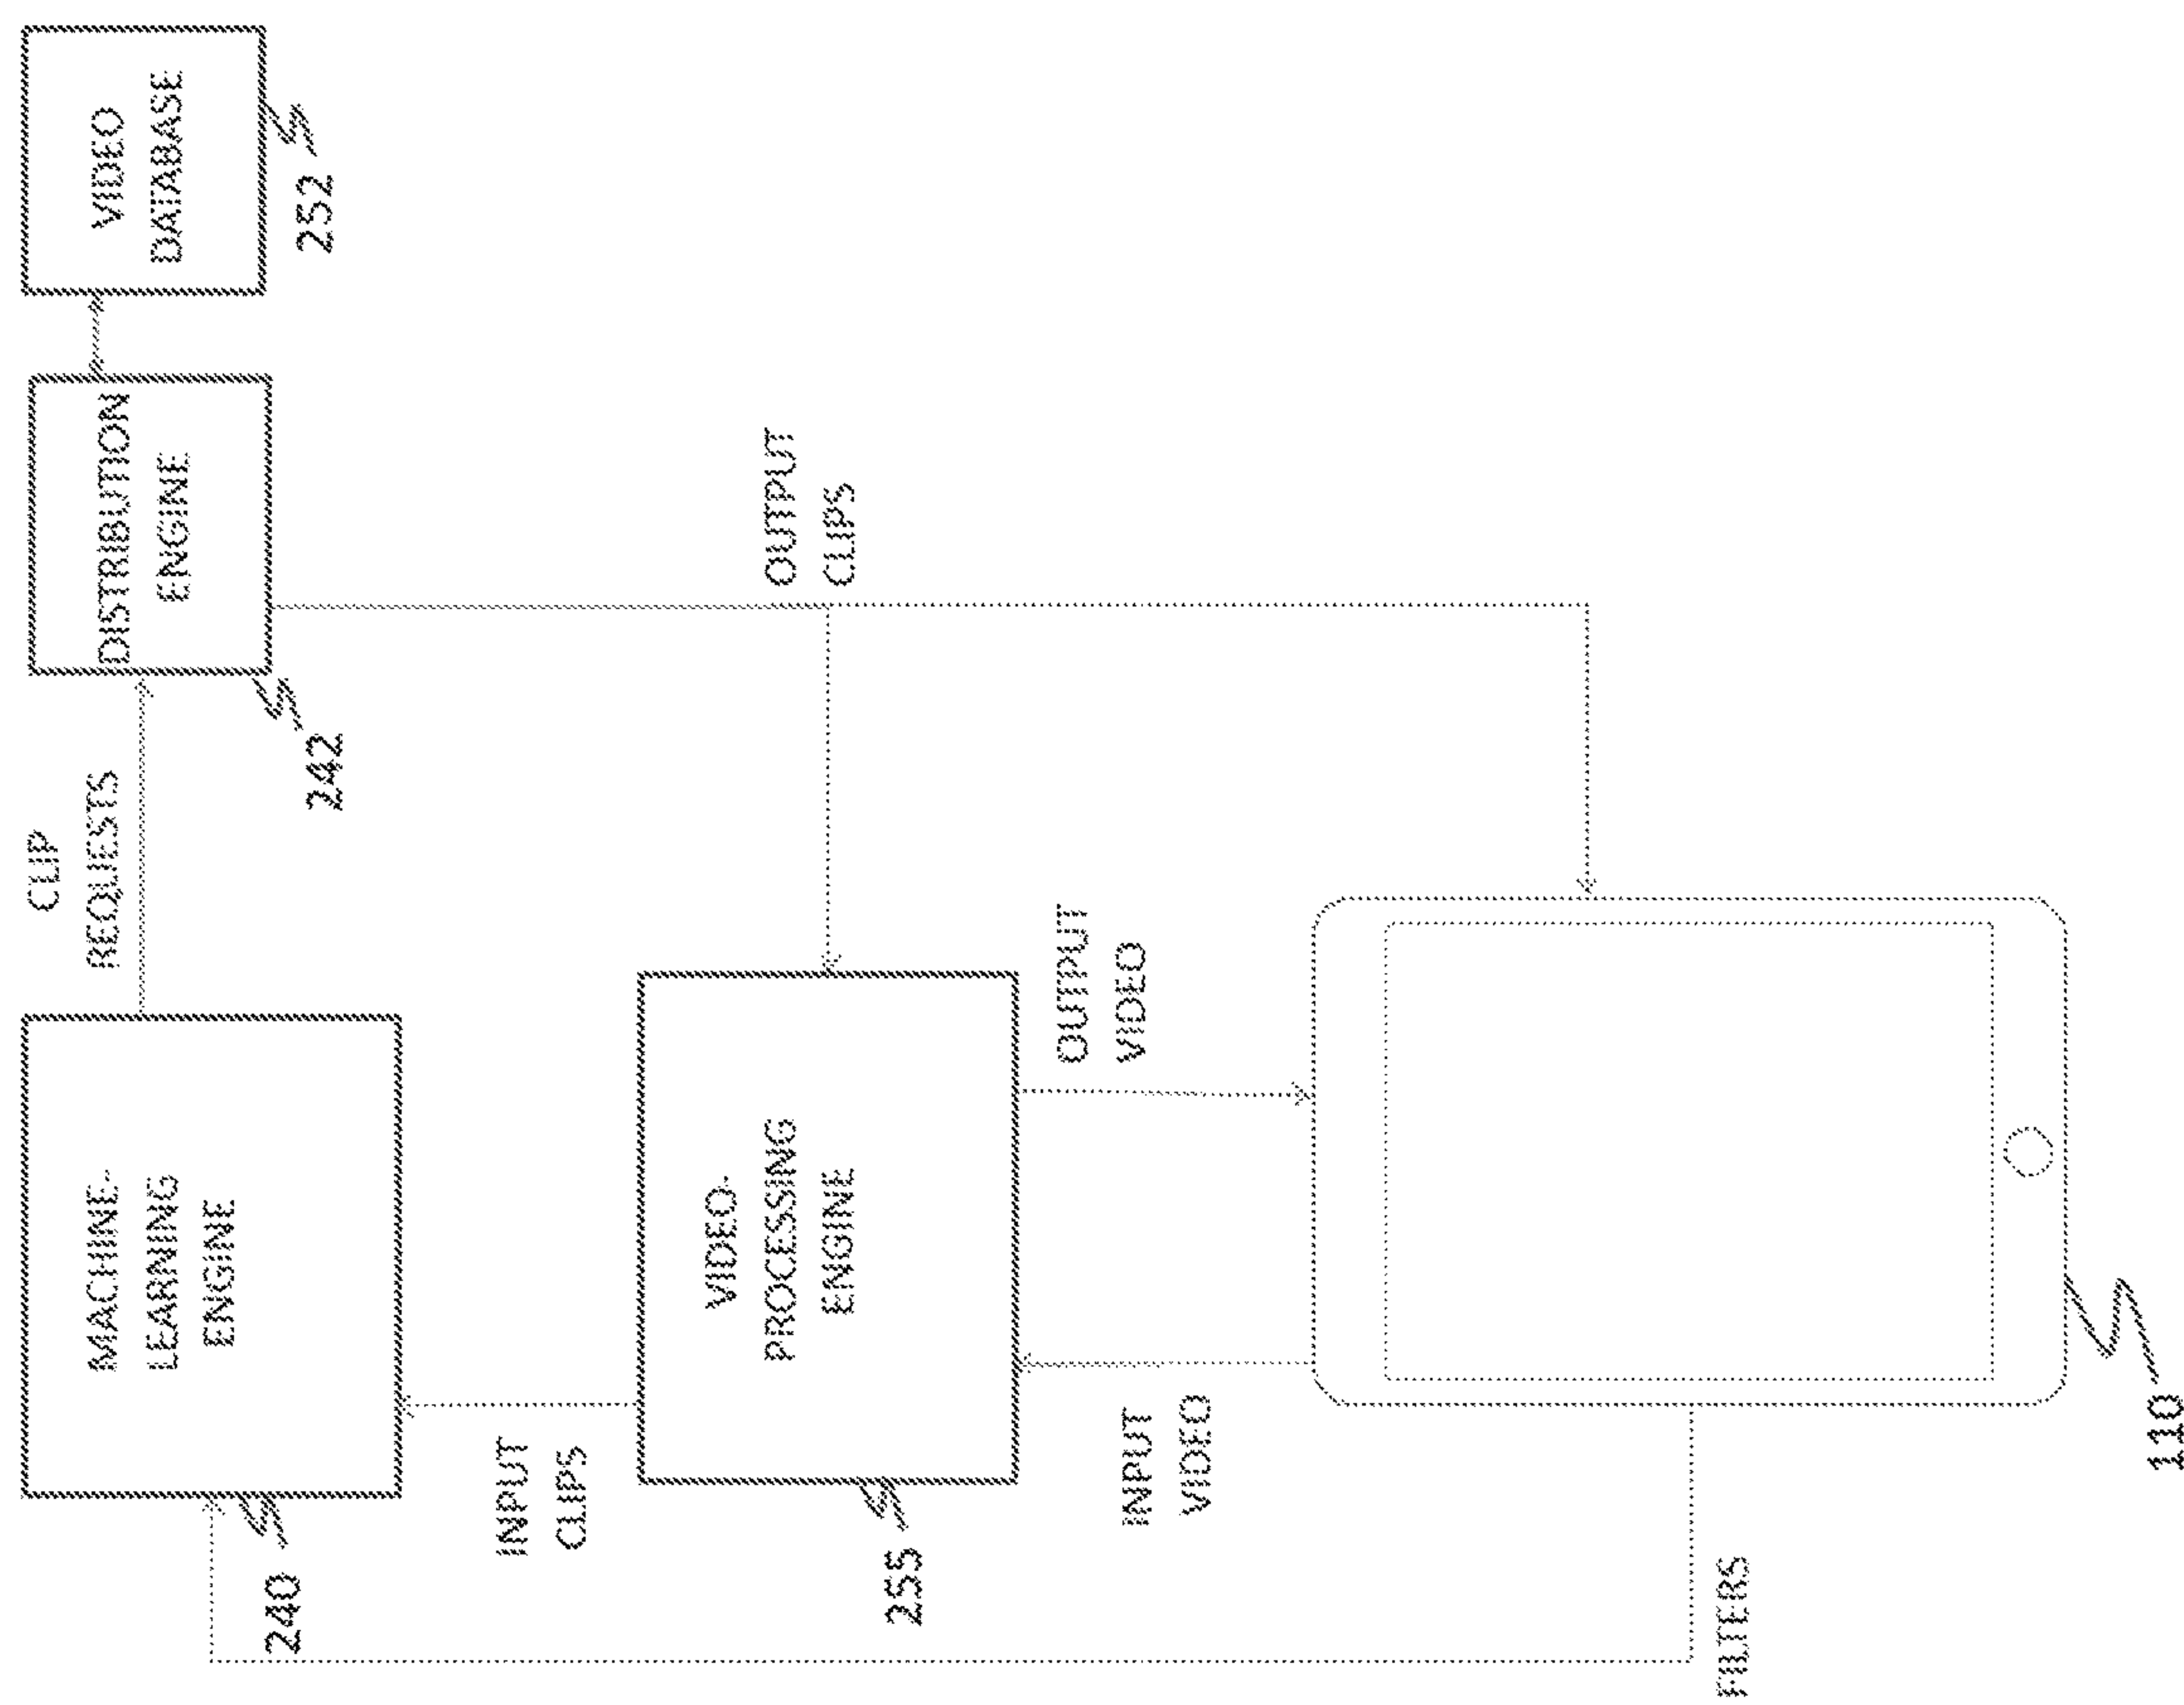 MACHINE-
LEARNING
ENGINE
CLIP
REQUESTS
DISTRIBUTION
ENGINE
VIDEO
DATABASE
240
242
252
INPUT
CLIPS
VIDEO-
PROCESSING
ENGINE
OUTPUT
CLIPS
255
INPUT
VIDEO
OUTPUT
VIDEO
FILTERS
110